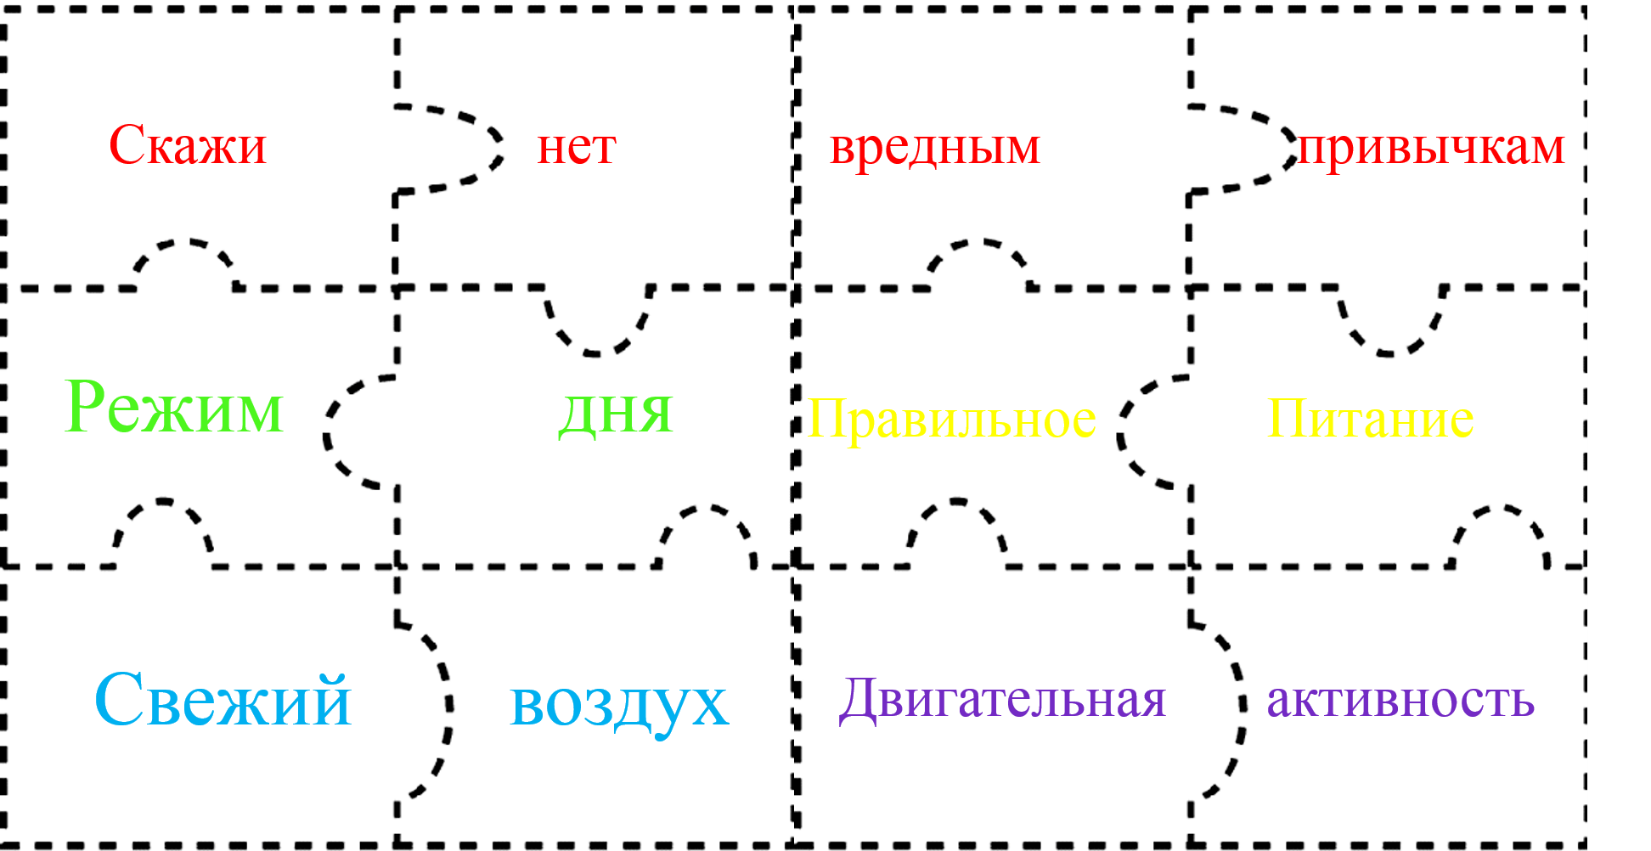 Скажи нет вредным привычкам
Режим дня Правильное Питание
Свежий воздух Двигательная активность